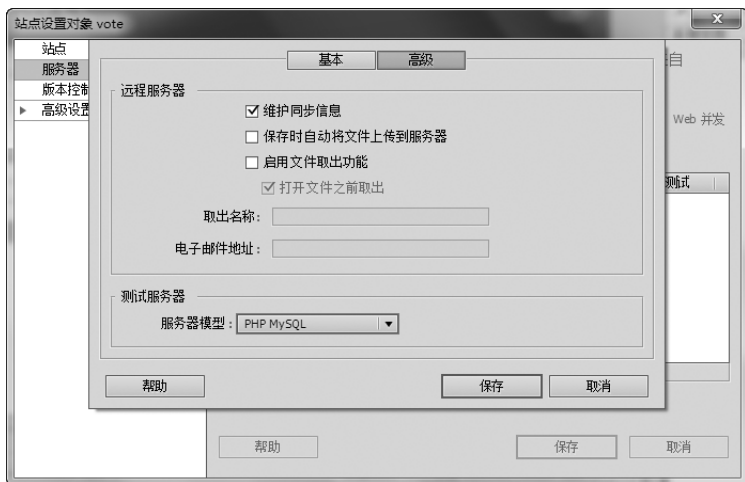 站点设置对象 vote
x
站点
服务器
版本控制
高级设置
基本
高级
远程服务器
维护同步信息
保存时自动将文件上传到服务器
启用文件取出功能
打开文件之前取出
取出名称：
电子邮件地址：
测试服务器
服务器模型：PHP MySQL
帮助
保存
取消
自
Web 并发
测试
帮助
保存
取消